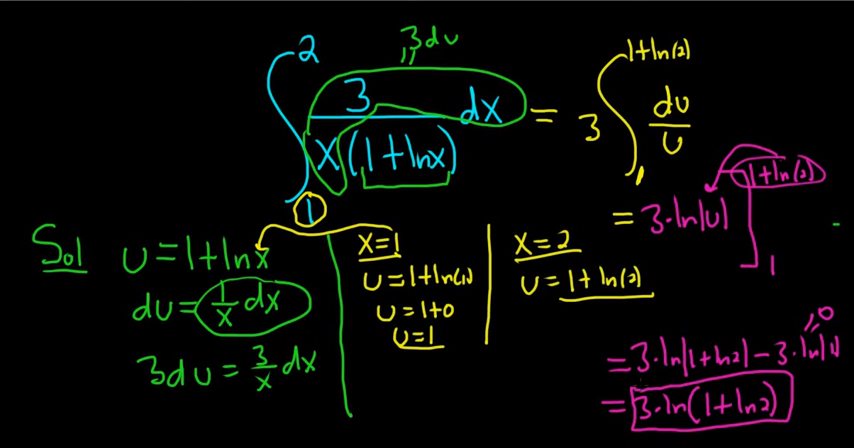 ∫₁² 3/(x(1+lnx)) dx = 3 ∫₁^(1+ln(2)) du/u
3du
= 3·ln|u| ]₁^(1+ln(2))
Sol u=1+lnx
du= 1/x dx
3du = 3/x dx
x=1
u=1+ln(1)
u=1+0
u=1
x=2
u=1+ln(2)
=3·ln|1+ln2|-3·ln|1|
0
=3·ln(1+ln2)